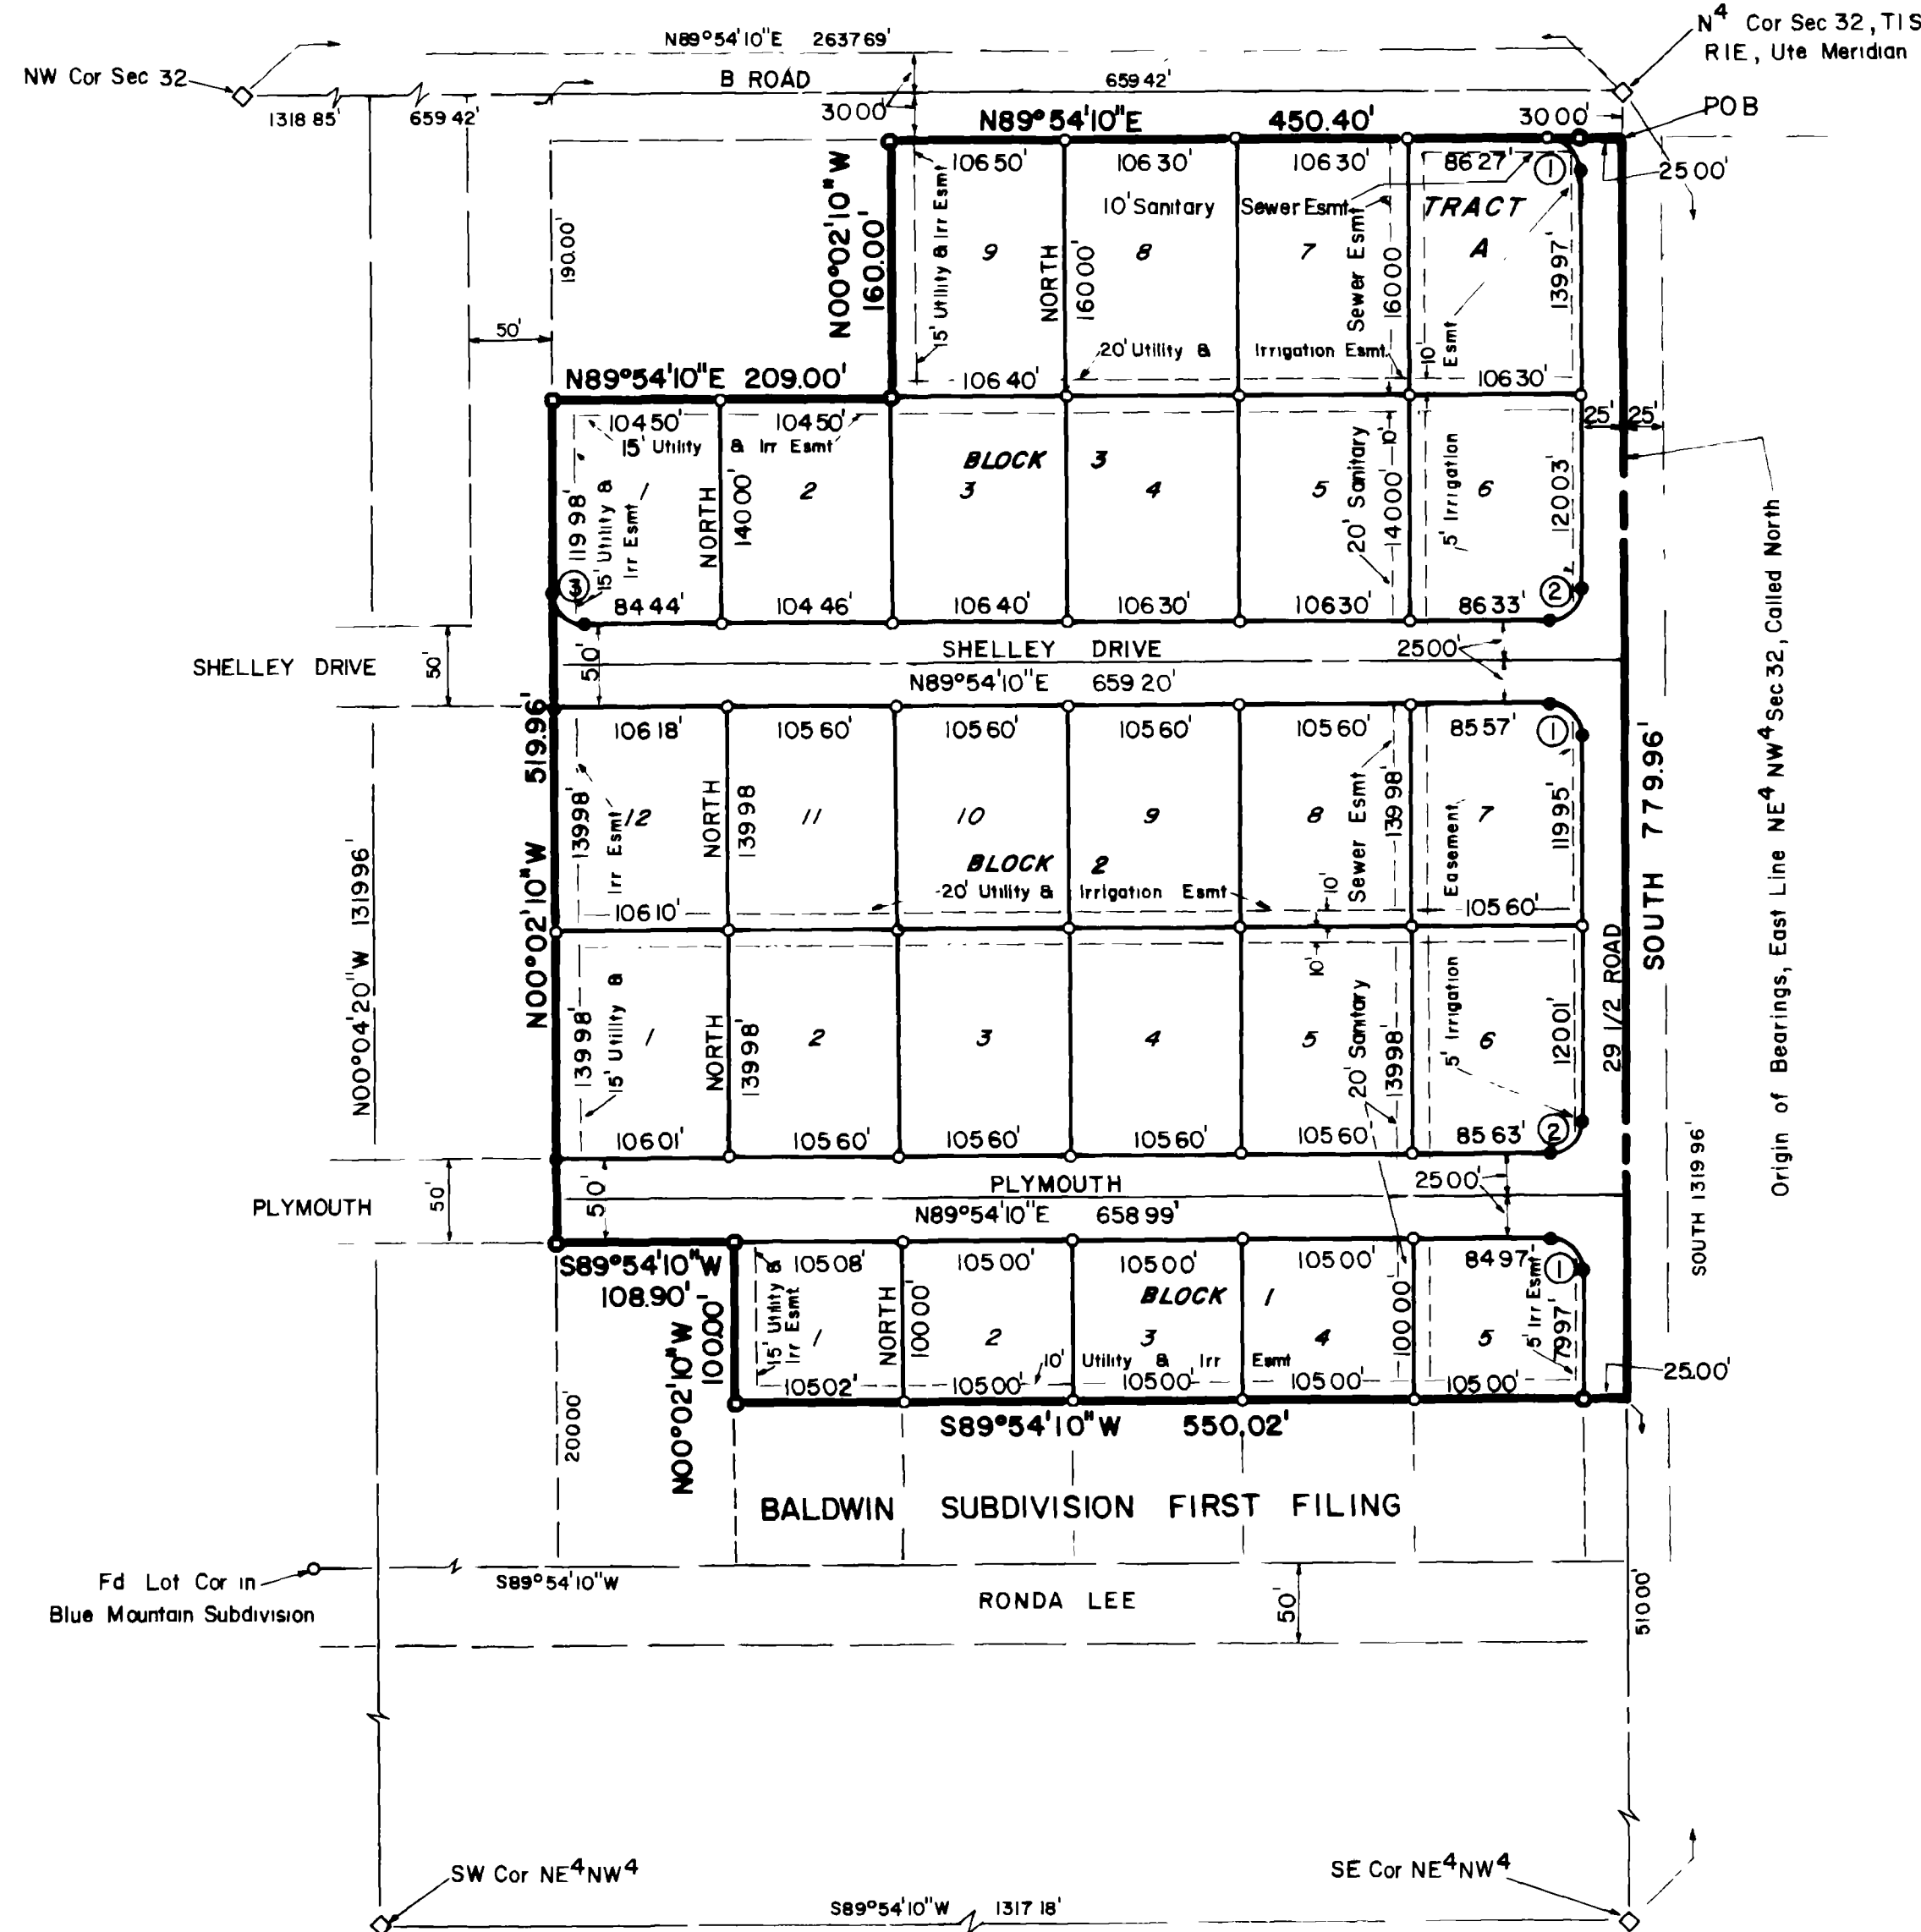 N⁴ Cor Sec 32, T1S
R1E, Ute Meridian
N89°54'10"E 2637 69'
NW Cor Sec 32
B ROAD
659 42'
1318 85'
659 42'
30 00'
N89°54'10"E 450.40'
30 00'
POB
106 50'
106 30'
106 30'
86 27'
1
25 00'
10' Sanitary Sewer Esmt
TRACT
A
190.00'
N00°02'10"W
160.00'
15' Utility & Irr Esmt
9
NORTH
160 00'
8
7
Sewer Esmt
160 00'
139 97'
50'
20' Utility & Irrigation Esmt
10'
Esmt
N89°54'10"E 209.00'
106 40'
106 30'
104 50'
104 50'
25'
25'
15' Utility & Irr Esmt
BLOCK 3
10'
119 98'
15' Utility &
Irr Esmt
1
NORTH
140 00'
2
3
4
5
20' Sanitary
140 00'
5' Irrigation
6
120 03'
3
2
84 44'
104 46'
106 40'
106 30'
106 30'
86 33'
SHELLEY DRIVE
50'
50'
SHELLEY DRIVE
25 00'
N89°54'10"E 659 20'
519.96'
106 18'
105 60'
105 60'
105 60'
105 60'
85 57'
1
139 98'
Irr Esmt
12
NORTH
139 98
11
10
9
8
Sewer Esmt
139 98'
Easement
7
119 95'
SOUTH 779.96'
Origin of Bearings, East Line NE⁴ NW⁴ Sec 32, Called North
BLOCK 2
20' Utility & Irrigation Esmt
10'
106 10'
105 60'
N00°02'10"W
N00°04'20"W 1319 96'
10'
29 1/2 ROAD
139 98'
15' Utility &
1
NORTH
139 98'
2
3
4
5
20' Sanitary
139 98'
5' Irrigation
6
120 01'
2
106 01'
105 60'
105 60'
105 60'
105 60'
85 63'
PLYMOUTH
50'
50'
PLYMOUTH
25 00'
N89°54'10"E 658 99'
SOUTH 1319 96'
S89°54'10"W
108.90'
105 08'
105 00'
105 00'
105 00'
84 97'
1
BLOCK 1
N00°02'10"W
100.00'
15' Utility &
Irr Esmt
1
NORTH
100 00'
2
3
4
100 00'
5
5' Irr Esmt
79 97'
10' Utility & Irr Esmt
105 02'
105 00'
105 00'
105 00'
105 00'
25.00'
S89°54'10"W 550.02'
200 00'
BALDWIN SUBDIVISION FIRST FILING
Fd Lot Cor in
Blue Mountain Subdivision
S89°54'10"W
RONDA LEE
50'
510 00'
SW Cor NE⁴NW⁴
SE Cor NE⁴NW⁴
S89°54'10"W 1317 18'